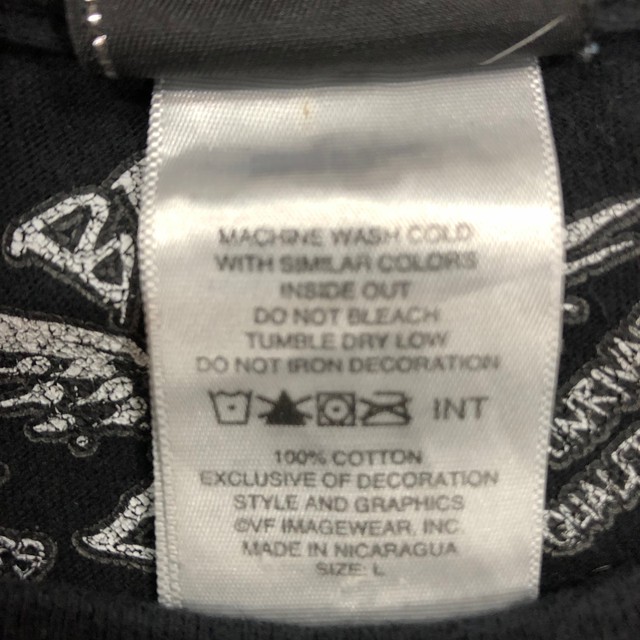 MACHINE WASH COLD
WITH SIMILAR COLORS
INSIDE OUT
DO NOT BLEACH
TUMBLE DRY LOW
DO NOT IRON DECORATION
INT
100% COTTON
EXCLUSIVE OF DECORATION
STYLE AND GRAPHICS
©VF IMAGEWEAR, INC.
MADE IN NICARAGUA
SIZE: L